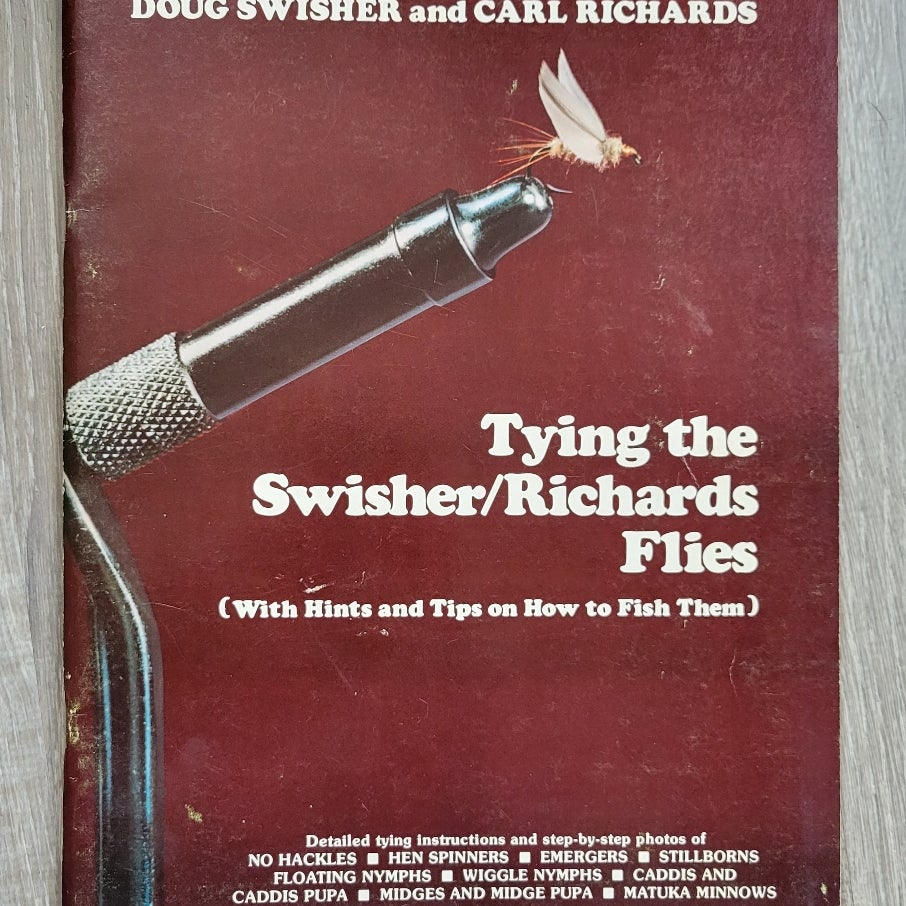 DOUG SWISHER and CARL RICHARDS
Tying the
Swisher/Richards
Flies
(With Hints and Tips on How to Fish Them)
Detailed tying instructions and step-by-step photos of
NO HACKLES ■ HEN SPINNERS ■ EMERGERS ■ STILLBORNS
FLOATING NYMPHS ■ WIGGLE NYMPHS ■ CADDIS AND
CADDIS PUPA ■ MIDGES AND MIDGE PUPA ■ MATUKA MINNOWS